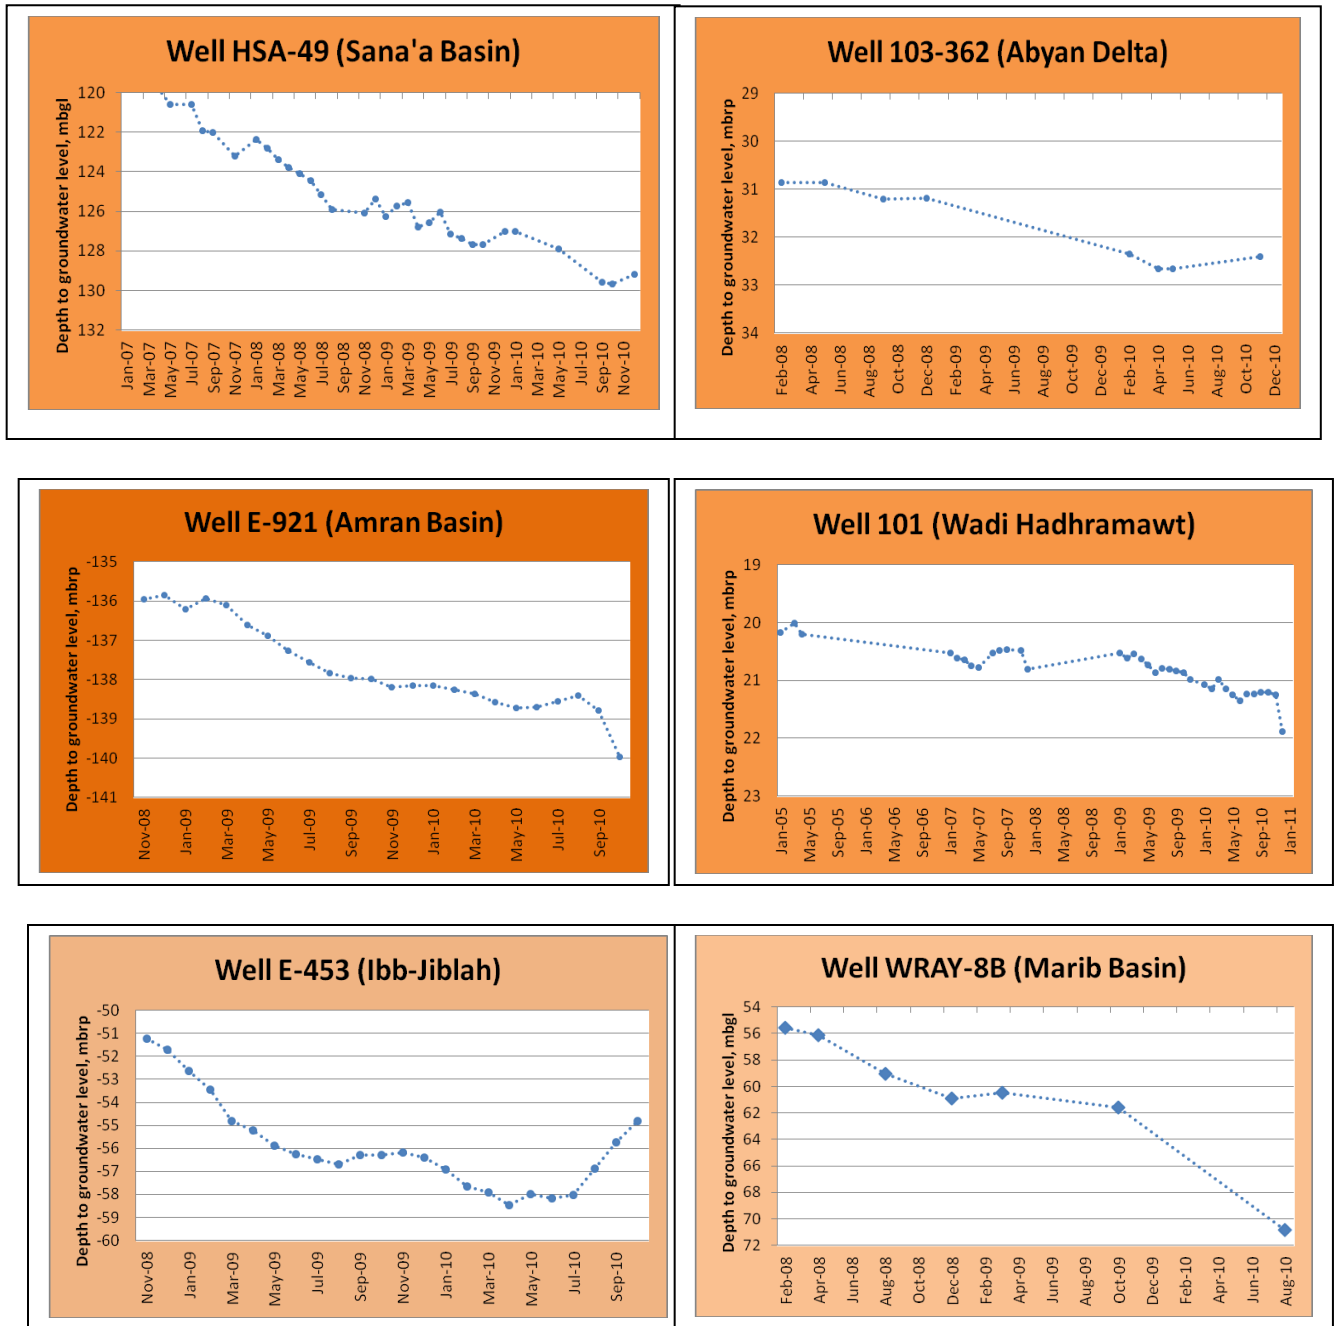 Well HSA-49 (Sana'a Basin)
Depth to groundwater level, mbgl
120
122
124
126
128
130
132
Jan-07
Mar-07
May-07
Jul-07
Sep-07
Nov-07
Jan-08
Mar-08
May-08
Jul-08
Sep-08
Nov-08
Jan-09
Mar-09
May-09
Jul-09
Sep-09
Nov-09
Jan-10
Mar-10
May-10
Jul-10
Sep-10
Nov-10
Well 103-362 (Abyan Delta)
Depth to groundwater level, mbrp
29
30
31
32
33
34
Feb-08
Apr-08
Jun-08
Aug-08
Oct-08
Dec-08
Feb-09
Apr-09
Jun-09
Aug-09
Oct-09
Dec-09
Feb-10
Apr-10
Jun-10
Aug-10
Oct-10
Dec-10
Well E-921 (Amran Basin)
Depth to groundwater level, mbrp
-135
-136
-137
-138
-139
-140
-141
Nov-08
Jan-09
Mar-09
May-09
Jul-09
Sep-09
Nov-09
Jan-10
Mar-10
May-10
Jul-10
Sep-10
Well 101 (Wadi Hadhramawt)
Depth to groundwater level, mbrp
19
20
21
22
23
Jan-05
May-05
Sep-05
Jan-06
May-06
Sep-06
Jan-07
May-07
Sep-07
Jan-08
May-08
Sep-08
Jan-09
May-09
Sep-09
Jan-10
May-10
Sep-10
Jan-11
Well E-453 (Ibb-Jiblah)
Depth to groundwater level, mbrp
-50
-51
-52
-53
-54
-55
-56
-57
-58
-59
-60
Nov-08
Jan-09
Mar-09
May-09
Jul-09
Sep-09
Nov-09
Jan-10
Mar-10
May-10
Jul-10
Sep-10
Well WRAY-8B (Marib Basin)
Depth to groundwater level, mbgl
54
56
58
60
62
64
66
68
70
72
Feb-08
Apr-08
Jun-08
Aug-08
Oct-08
Dec-08
Feb-09
Apr-09
Jun-09
Aug-09
Oct-09
Dec-09
Feb-10
Apr-10
Jun-10
Aug-10